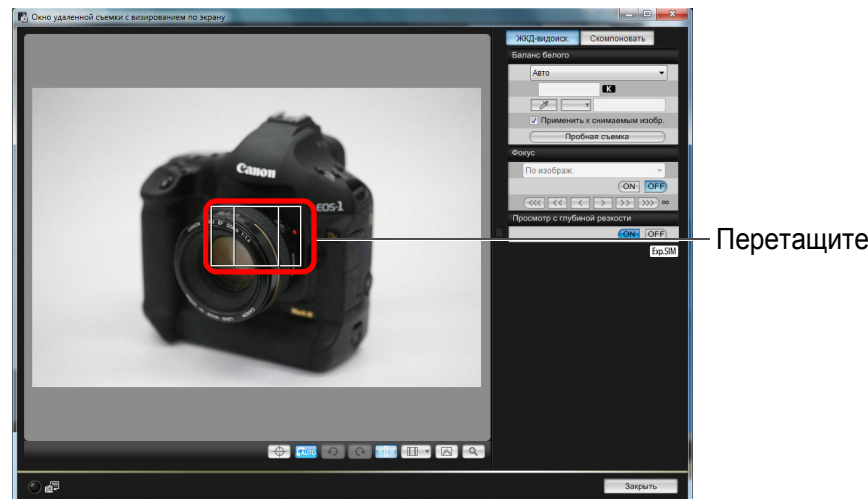 Окно удаленной съемки с визированием по экрану
ЖКД-видоиск.
Скомпоновать
Баланс белого
Авто
K
Применить к снимаемым изобр.
Пробная съемка
Фокус
По изображ.
ON OFF
<<< << < > >> >>> ∞
Просмотр с глубиной резкости
ON OFF
Exp.SIM
Перетащите
Canon
EOS-1
AUTO
Закрыть